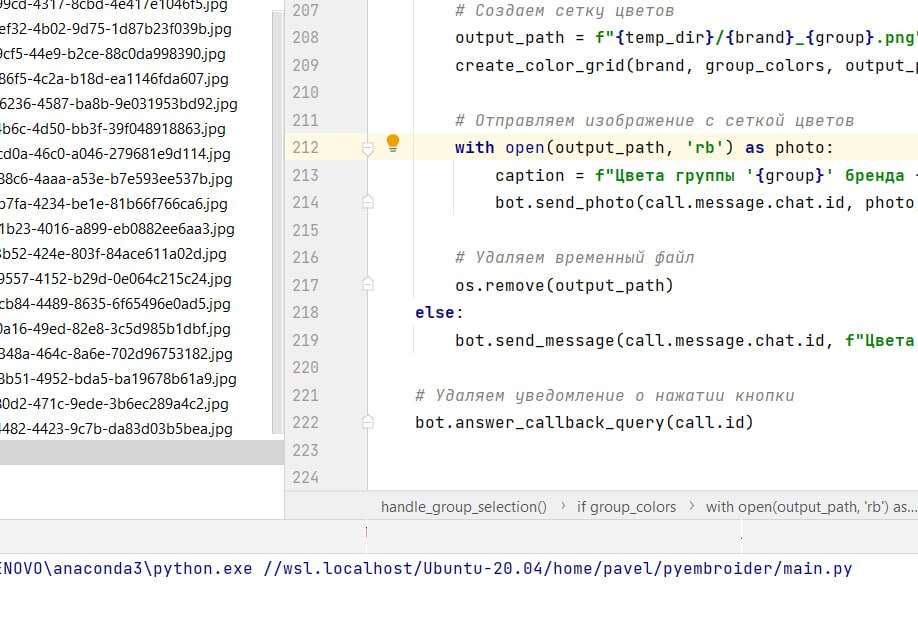 99cd-4317-8cbd-4e417e1046f5.jpg
ef32-4b02-9d75-1d87b23f039b.jpg
9cf5-44e9-b2ce-88c0da998390.jpg
86f5-4c2a-b18d-ea1146fda607.jpg
6236-4587-ba8b-9e031953bd92.jpg
4b6c-4d50-bb3f-39f048918863.jpg
cd0a-46c0-a046-279681e9d114.jpg
88c6-4aaa-a53e-b7e593ee537b.jpg
b7fa-4234-be1e-81b66f766ca6.jpg
1b23-4016-a899-eb0882ee6aa3.jpg
3b52-424e-803f-84ace611a02d.jpg
9557-4152-b29d-0e064c215c24.jpg
cb84-4489-8635-6f65496e0ad5.jpg
0a16-49ed-82e8-3c5d985b1dbf.jpg
348a-464c-8a6e-702d96753182.jpg
8b51-4952-bda5-ba19678b61a9.jpg
80d2-471c-9ede-3b6ec289a4c2.jpg
4482-4423-9c7b-da83d03b5bea.jpg
207 # Создаем сетку цветов
208 output_path = f"{temp_dir}/{brand}_{group}.png"
209 create_color_grid(brand, group_colors, output_p
210
211 # Отправляем изображение с сеткой цветов
212 with open(output_path, 'rb') as photo:
213 caption = f"Цвета группы '{group}' бренда
214 bot.send_photo(call.message.chat.id, photo
215
216 # Удаляем временный файл
217 os.remove(output_path)
218 else:
219 bot.send_message(call.message.chat.id, f"Цвета
220
221 # Удаляем уведомление о нажатии кнопки
222 bot.answer_callback_query(call.id)
223
224
handle_group_selection() › if group_colors › with open(output_path, 'rb') as...
ENOVO\anaconda3\python.exe //wsl.localhost/Ubuntu-20.04/home/pavel/pyembroider/main.py